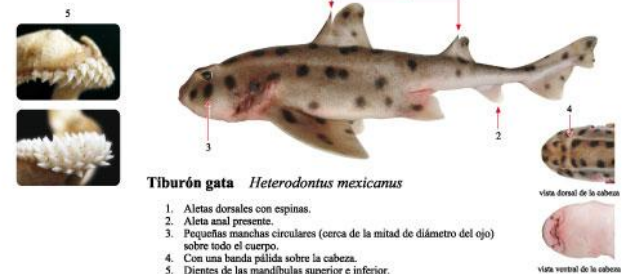 5
4
3
2
Tiburón gata Heterodontus mexicanus
vista dorsal de la cabeza
1. Aletas dorsales con espinas.
2. Aleta anal presente.
3. Pequeñas manchas circulares (cerca de la mitad de diámetro del ojo)
sobre todo el cuerpo.
4. Con una banda pálida sobre la cabeza.
5. Dientes de las mandíbulas superior e inferior.
vista ventral de la cabeza